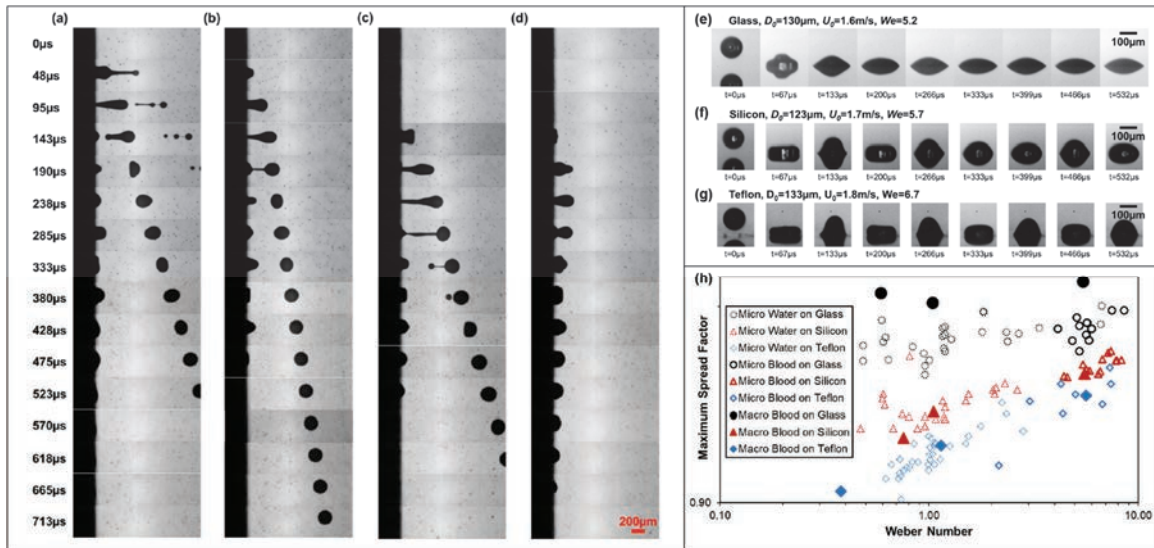 (a)
(b)
(c)
(d)
0µs
48µs
95µs
143µs
190µs
238µs
285µs
333µs
380µs
428µs
475µs
523µs
570µs
618µs
665µs
713µs
200µm
(e) Glass, D₀=130µm, U₀=1.6m/s, We=5.2
100µm
t=0µs t=67µs t=133µs t=200µs t=266µs t=333µs t=399µs t=466µs t=532µs
(f) Silicon, D₀=123µm, U₀=1.7m/s, We=5.7
100µm
t=0µs t=67µs t=133µs t=200µs t=266µs t=333µs t=399µs t=466µs t=532µs
(g) Teflon, D₀=133µm, U₀=1.8m/s, We=6.7
100µm
t=0µs t=67µs t=133µs t=200µs t=266µs t=333µs t=399µs t=466µs t=532µs
(h)
Maximum Spread Factor
Micro Water on Glass
Micro Water on Silicon
Micro Water on Teflon
Micro Blood on Glass
Micro Blood on Silicon
Micro Blood on Teflon
Macro Blood on Glass
Macro Blood on Silicon
Macro Blood on Teflon
0.90
0.10 1.00 10.00
Weber Number